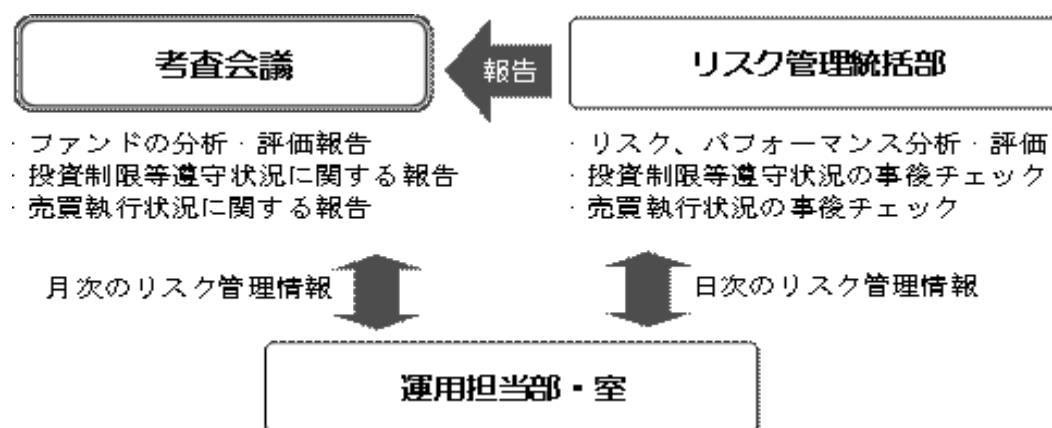 考査会議
報告
リスク管理統括部
・ファンドの分析・評価報告
・投資制限等遵守状況に関する報告
・売買執行状況に関する報告
・リスク、パフォーマンス分析・評価
・投資制限等遵守状況の事後チェック
・売買執行状況の事後チェック
月次のリスク管理情報
日次のリスク管理情報
運用担当部・室